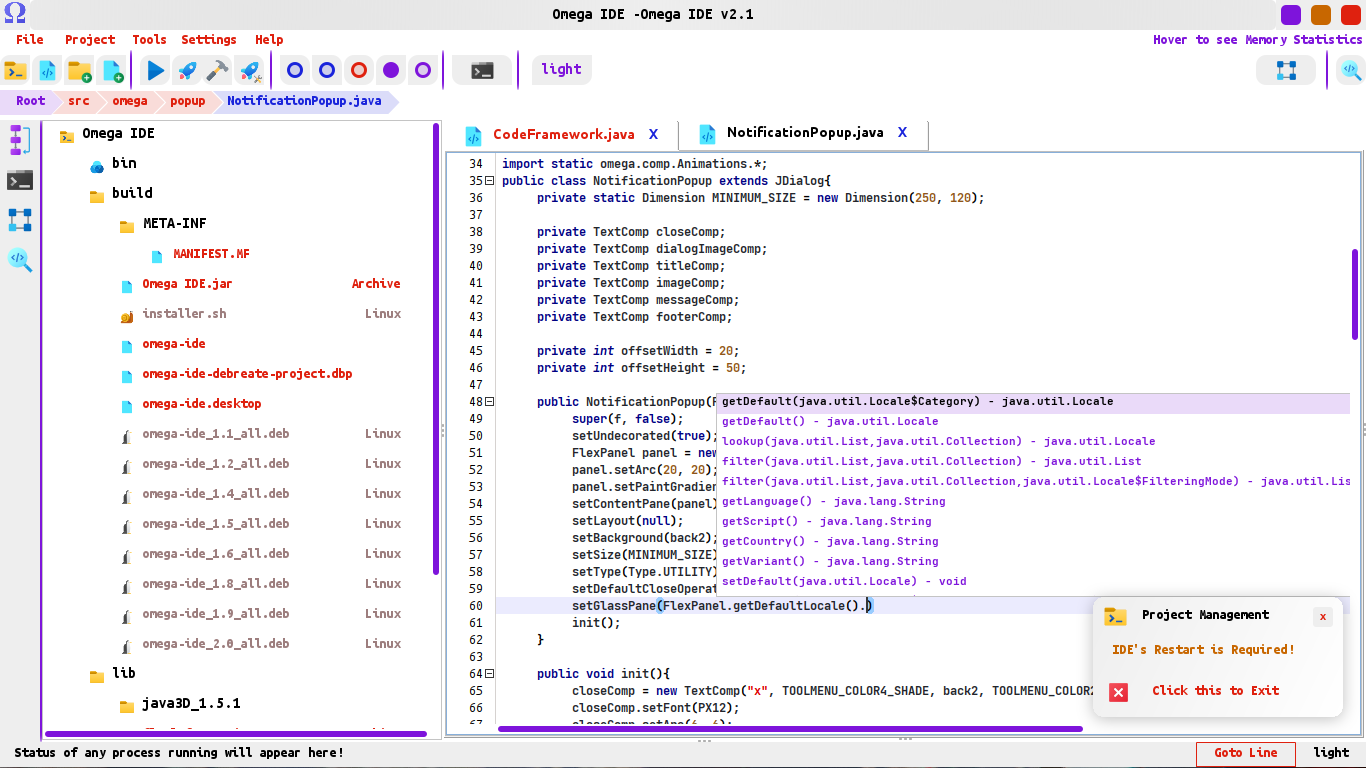 Omega IDE -Omega IDE v2.1
File Project Tools Settings Help
Hover to see Memory Statistics
light
Root src omega popup NotificationPopup.java
Omega IDE
bin
build
META-INF
MANIFEST.MF
Omega IDE.jar Archive
installer.sh Linux
omega-ide
omega-ide-debreate-project.dbp
omega-ide.desktop
omega-ide_1.1_all.deb Linux
omega-ide_1.2_all.deb Linux
omega-ide_1.4_all.deb Linux
omega-ide_1.5_all.deb Linux
omega-ide_1.6_all.deb Linux
omega-ide_1.8_all.deb Linux
omega-ide_1.9_all.deb Linux
omega-ide_2.0_all.deb Linux
lib
java3D_1.5.1
CodeFramework.java X
NotificationPopup.java X
34 import static omega.comp.Animations.*;
35 public class NotificationPopup extends JDialog{
36 private static Dimension MINIMUM_SIZE = new Dimension(250, 120);
37
38 private TextComp closeComp;
39 private TextComp dialogImageComp;
40 private TextComp titleComp;
41 private TextComp imageComp;
42 private TextComp messageComp;
43 private TextComp footerComp;
44
45 private int offsetWidth = 20;
46 private int offsetHeight = 50;
47
48 public NotificationPopup(
49 super(f, false);
50 setUndecorated(true);
51 FlexPanel panel = new
52 panel.setArc(20, 20);
53 panel.setPaintGradien
54 setContentPane(panel)
55 setLayout(null);
56 setBackground(back2);
57 setSize(MINIMUM_SIZE)
58 setType(Type.UTILITY)
59 setDefaultCloseOperat
60 setGlassPane(FlexPanel.getDefaultLocale().)
61 init();
62 }
63
64 public void init(){
65 closeComp = new TextComp("x", TOOLMENU_COLOR4_SHADE, back2, TOOLMENU_COLOR2
66 closeComp.setFont(PX12);
67 closeComp.setArc(6, 6);
getDefault(java.util.Locale$Category) - java.util.Locale
getDefault() - java.util.Locale
lookup(java.util.List,java.util.Collection) - java.util.Locale
filter(java.util.List,java.util.Collection) - java.util.List
filter(java.util.List,java.util.Collection,java.util.Locale$FilteringMode) - java.util.Lis
getLanguage() - java.lang.String
getScript() - java.lang.String
getCountry() - java.lang.String
getVariant() - java.lang.String
setDefault(java.util.Locale) - void
Project Management x
IDE's Restart is Required!
Click this to Exit
Status of any process running will appear here!
Goto Line
light